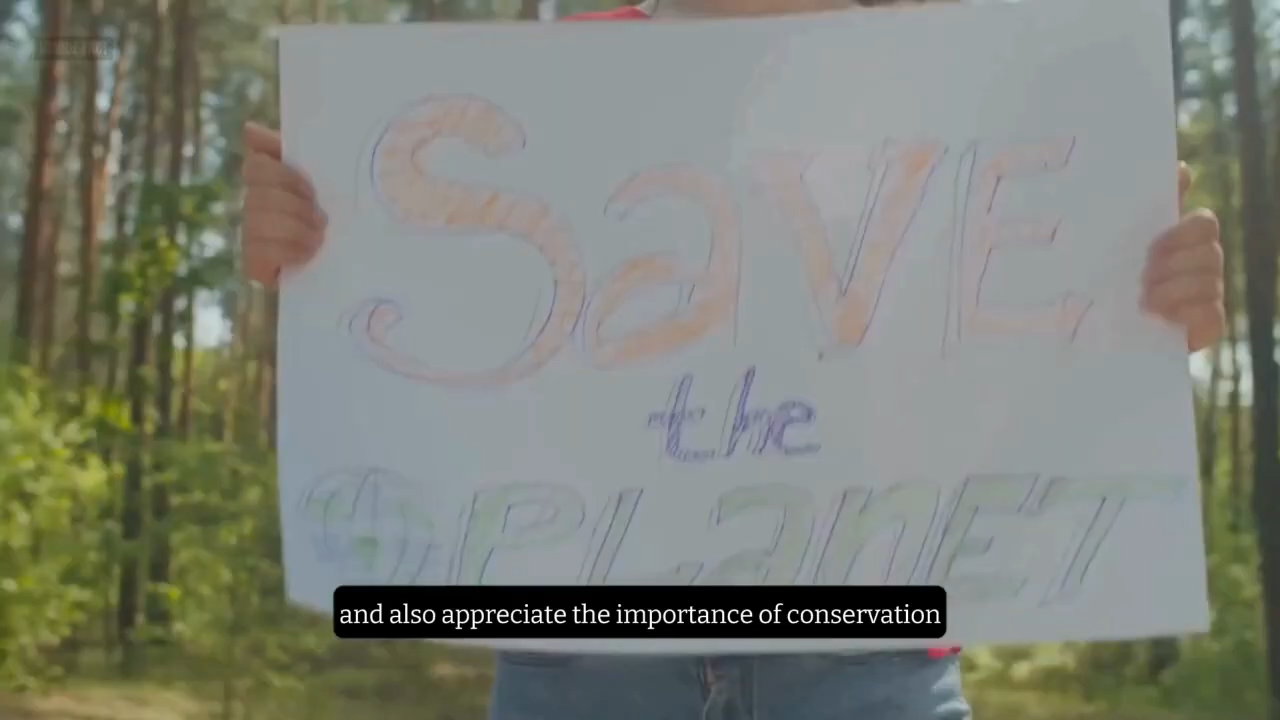 Save
the
PLanET
and also appreciate the importance of conservation